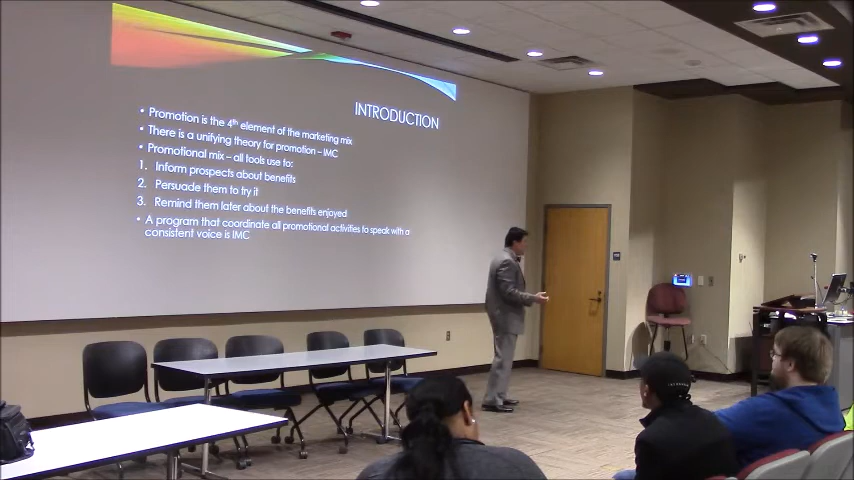 INTRODUCTION
• Promotion is the 4th element of the marketing mix
• There is a unifying theory for promotion – IMC
• Promotional mix – all tools use to:
1. Inform prospects about benefits
2. Persuade them to try it
3. Remind them later about the benefits enjoyed
• A program that coordinate all promotional activities to speak with a
consistent voice is IMC